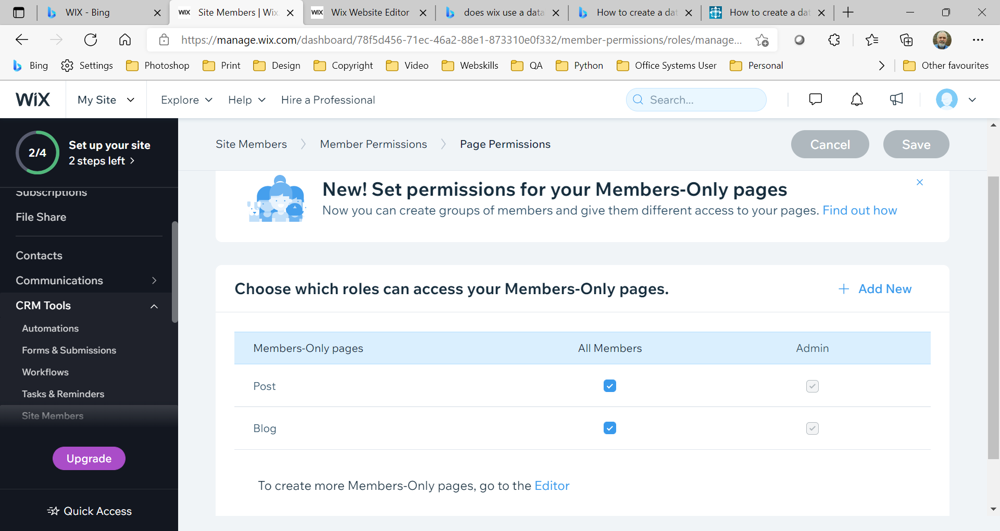 WIX - Bing
WIX Site Members | Wix
WIX Wix Website Editor
does wix use a data
How to create a dat
How to create a dat
https://manage.wix.com/dashboard/78f5d456-71ec-46a2-88e1-873310e0f332/member-permissions/roles/manage...
Bing
Settings
Photoshop
Print
Design
Copyright
Video
Webskills
QA
Python
Office Systems User
Personal
Other favourites
WiX
My Site
Explore
Help
Hire a Professional
Search...
2/4
Set up your site
2 steps left
Subscriptions
File Share
Contacts
Communications
CRM Tools
Automations
Forms & Submissions
Workflows
Tasks & Reminders
Site Members
Upgrade
Quick Access
Site Members
Member Permissions
Page Permissions
Cancel
Save
New! Set permissions for your Members-Only pages
Now you can create groups of members and give them different access to your pages. Find out how
Choose which roles can access your Members-Only pages.
+ Add New
Members-Only pages
All Members
Admin
Post
Blog
To create more Members-Only pages, go to the Editor